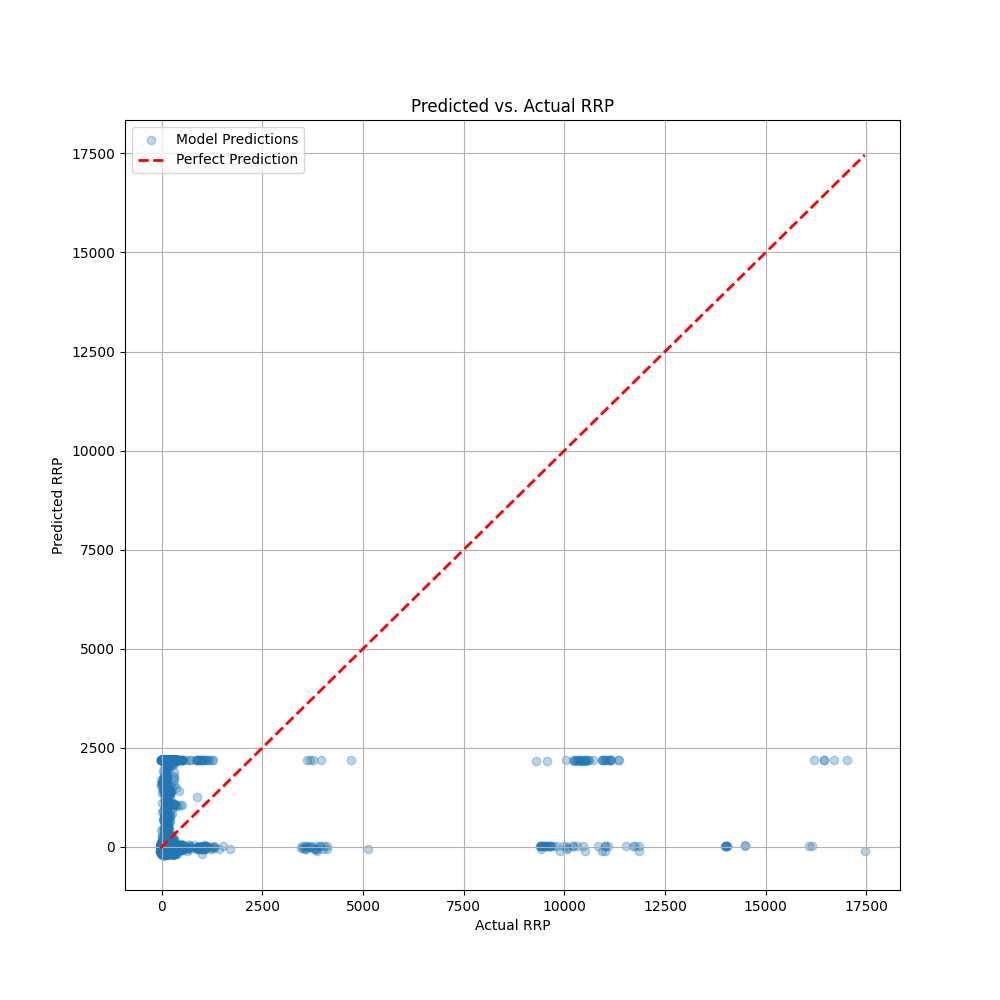 Predicted vs. Actual RRP
Model Predictions
Perfect Prediction
17500
15000
12500
10000
7500
5000
2500
0
Predicted RRP
0 2500 5000 7500 10000 12500 15000 17500
Actual RRP